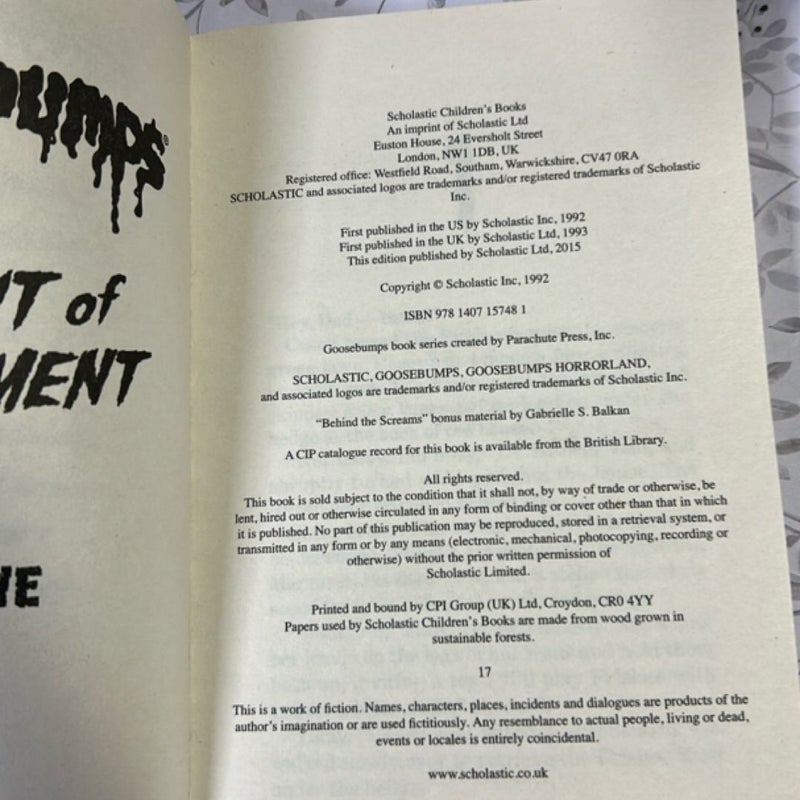 UMPS®
T of
MENT
NE
Scholastic Children's Books
An imprint of Scholastic Ltd
Euston House, 24 Eversholt Street
London, NW1 1DB, UK
Registered office: Westfield Road, Southam, Warwickshire, CV47 0RA
SCHOLASTIC and associated logos are trademarks and/or registered trademarks of Scholastic
Inc.
First published in the US by Scholastic Inc, 1992
First published in the UK by Scholastic Ltd, 1993
This edition published by Scholastic Ltd, 2015
Copyright © Scholastic Inc, 1992
ISBN 978 1407 15748 1
Goosebumps book series created by Parachute Press, Inc.
SCHOLASTIC, GOOSEBUMPS, GOOSEBUMPS HORRORLAND,
and associated logos are trademarks and/or registered trademarks of Scholastic Inc.
“Behind the Screams” bonus material by Gabrielle S. Balkan
A CIP catalogue record for this book is available from the British Library.
All rights reserved.
This book is sold subject to the condition that it shall not, by way of trade or otherwise, be
lent, hired out or otherwise circulated in any form of binding or cover other than that in which
it is published. No part of this publication may be reproduced, stored in a retrieval system, or
transmitted in any form or by any means (electronic, mechanical, photocopying, recording or
otherwise) without the prior written permission of
Scholastic Limited.
Printed and bound by CPI Group (UK) Ltd, Croydon, CR0 4YY
Papers used by Scholastic Children's Books are made from wood grown in
sustainable forests.
17
This is a work of fiction. Names, characters, places, incidents and dialogues are products of the
author's imagination or are used fictitiously. Any resemblance to actual people, living or dead,
events or locales is entirely coincidental.
www.scholastic.co.uk